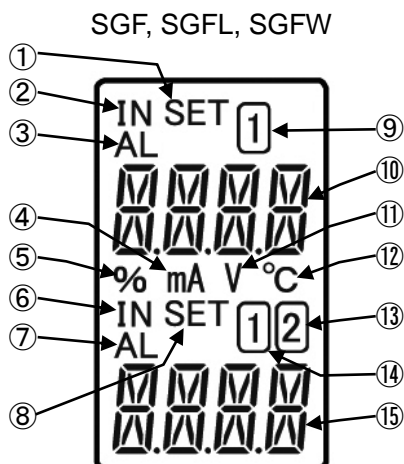 SGF, SGFL, SGFW
①
② IN SET 1 ⑨
③ AL
⑩
④ ⑪
⑤ % mA V °C ⑫
⑥ IN SET 1 2 ⑬
⑦ AL
⑧ ⑭
⑮